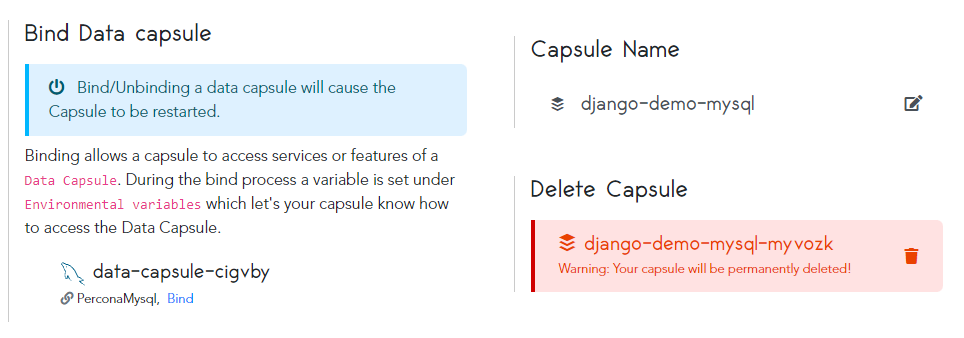 Bind Data capsule
Bind/Unbinding a data capsule will cause the
Capsule to be restarted.
Binding allows a capsule to access services or features of a
Data Capsule. During the bind process a variable is set under
Environmental variables which let's your capsule know how
to access the Data Capsule.
data-capsule-cigvby
PerconaMysql, Bind
Capsule Name
django-demo-mysql
Delete Capsule
django-demo-mysql-myvozk
Warning: Your capsule will be permanently deleted!